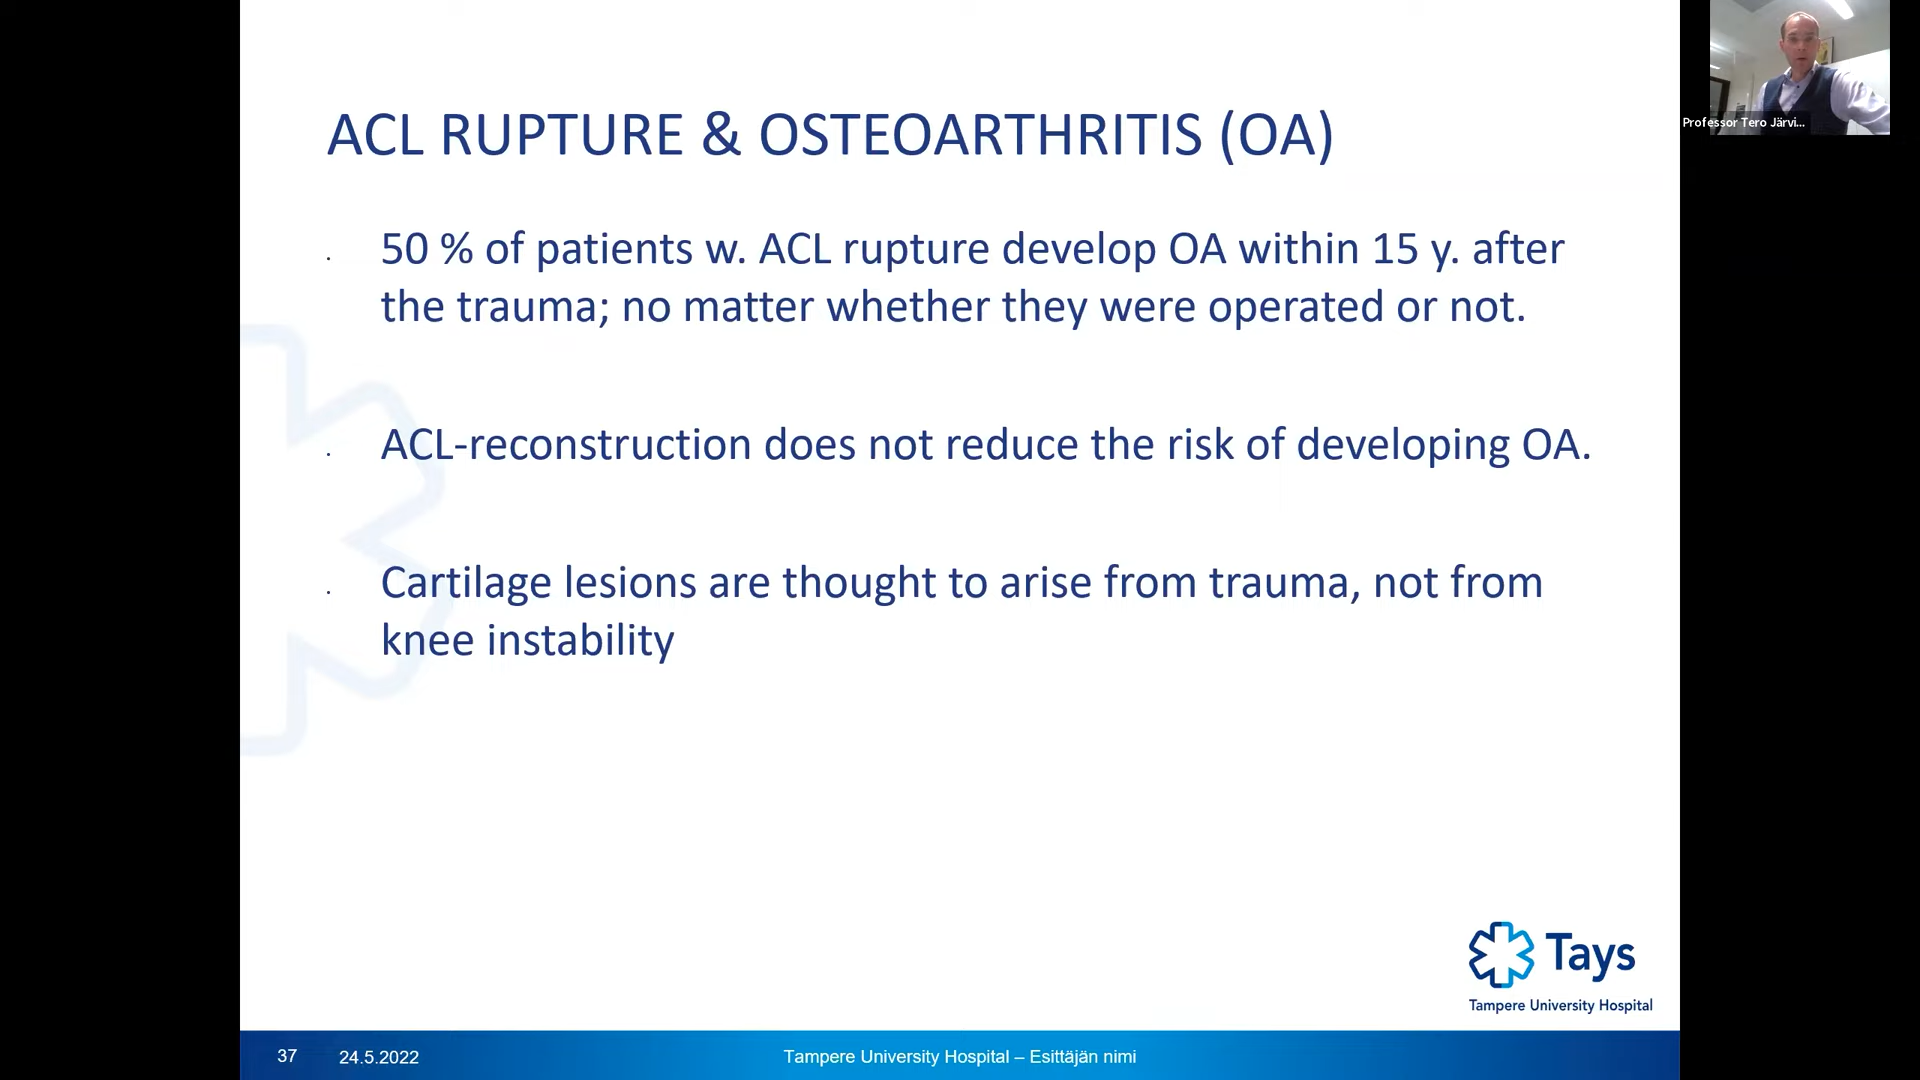 Professor Tero Järvi...
ACL RUPTURE & OSTEOARTHRITIS (OA)
50 % of patients w. ACL rupture develop OA within 15 y. after
the trauma; no matter whether they were operated or not.
ACL-reconstruction does not reduce the risk of developing OA.
Cartilage lesions are thought to arise from trauma, not from
knee instability
Tays
Tampere University Hospital
37
24.5.2022
Tampere University Hospital – Esittäjän nimi